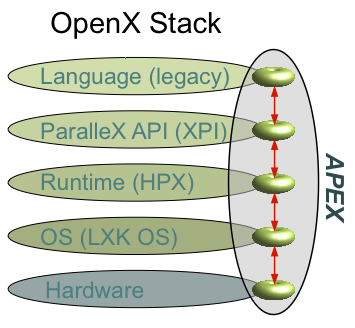 OpenX Stack
Language (legacy)
ParalleX API (XPI)
Runtime (HPX)
OS (LXK OS)
Hardware
APEX